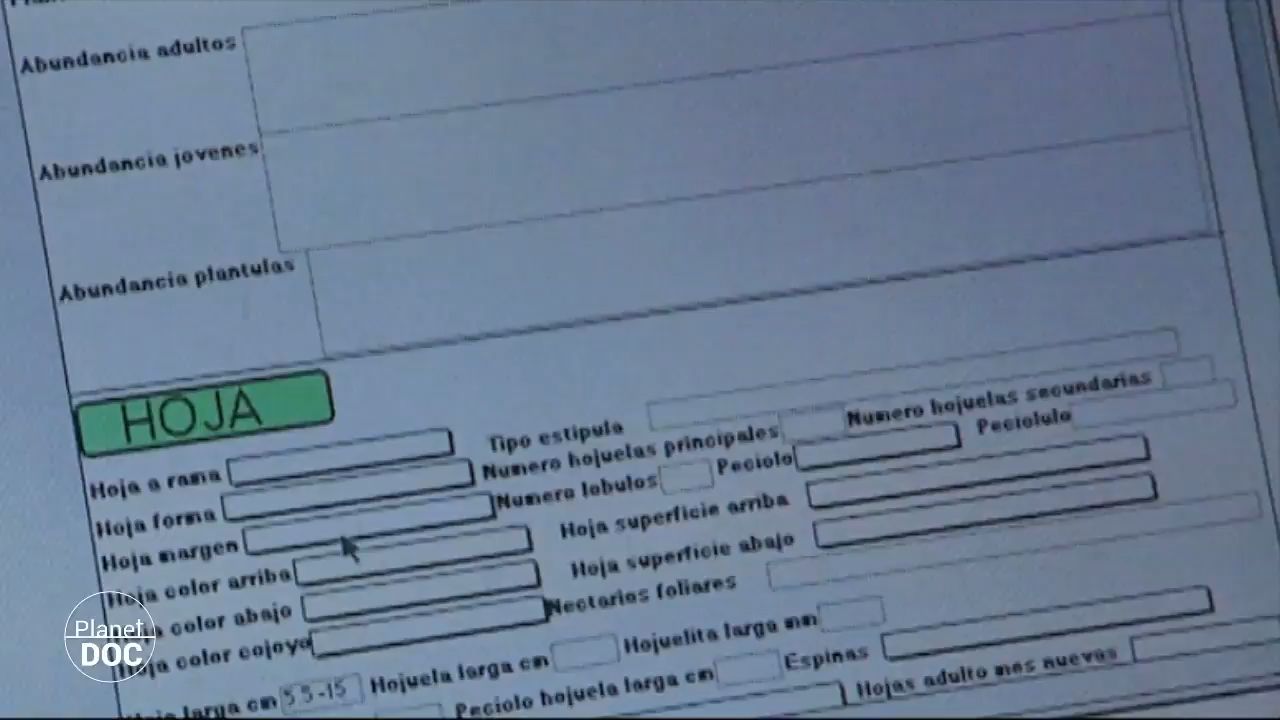 Abundancia adultos
Abundancia jovenes
Abundancia plantulas
HOJA
Hoja a rama
Tipo estipula
Hoja forma
Numero hojuelas principales
Numero hojuelas secundarias
Hoja margen
Numero lobulos
Peciolo
Peciolulo
Hoja color arriba
Hoja superficie arriba
color abajo
Hoja superficie abajo
Hoja color cojoyo
Nectarios foliares
larga cm 5 5-15
Hojuela larga cm
Hojuelita larga mm
Peciolo hojuela larga cm
Espinas
Hojas adulto mas nuevas
Planet
DOC